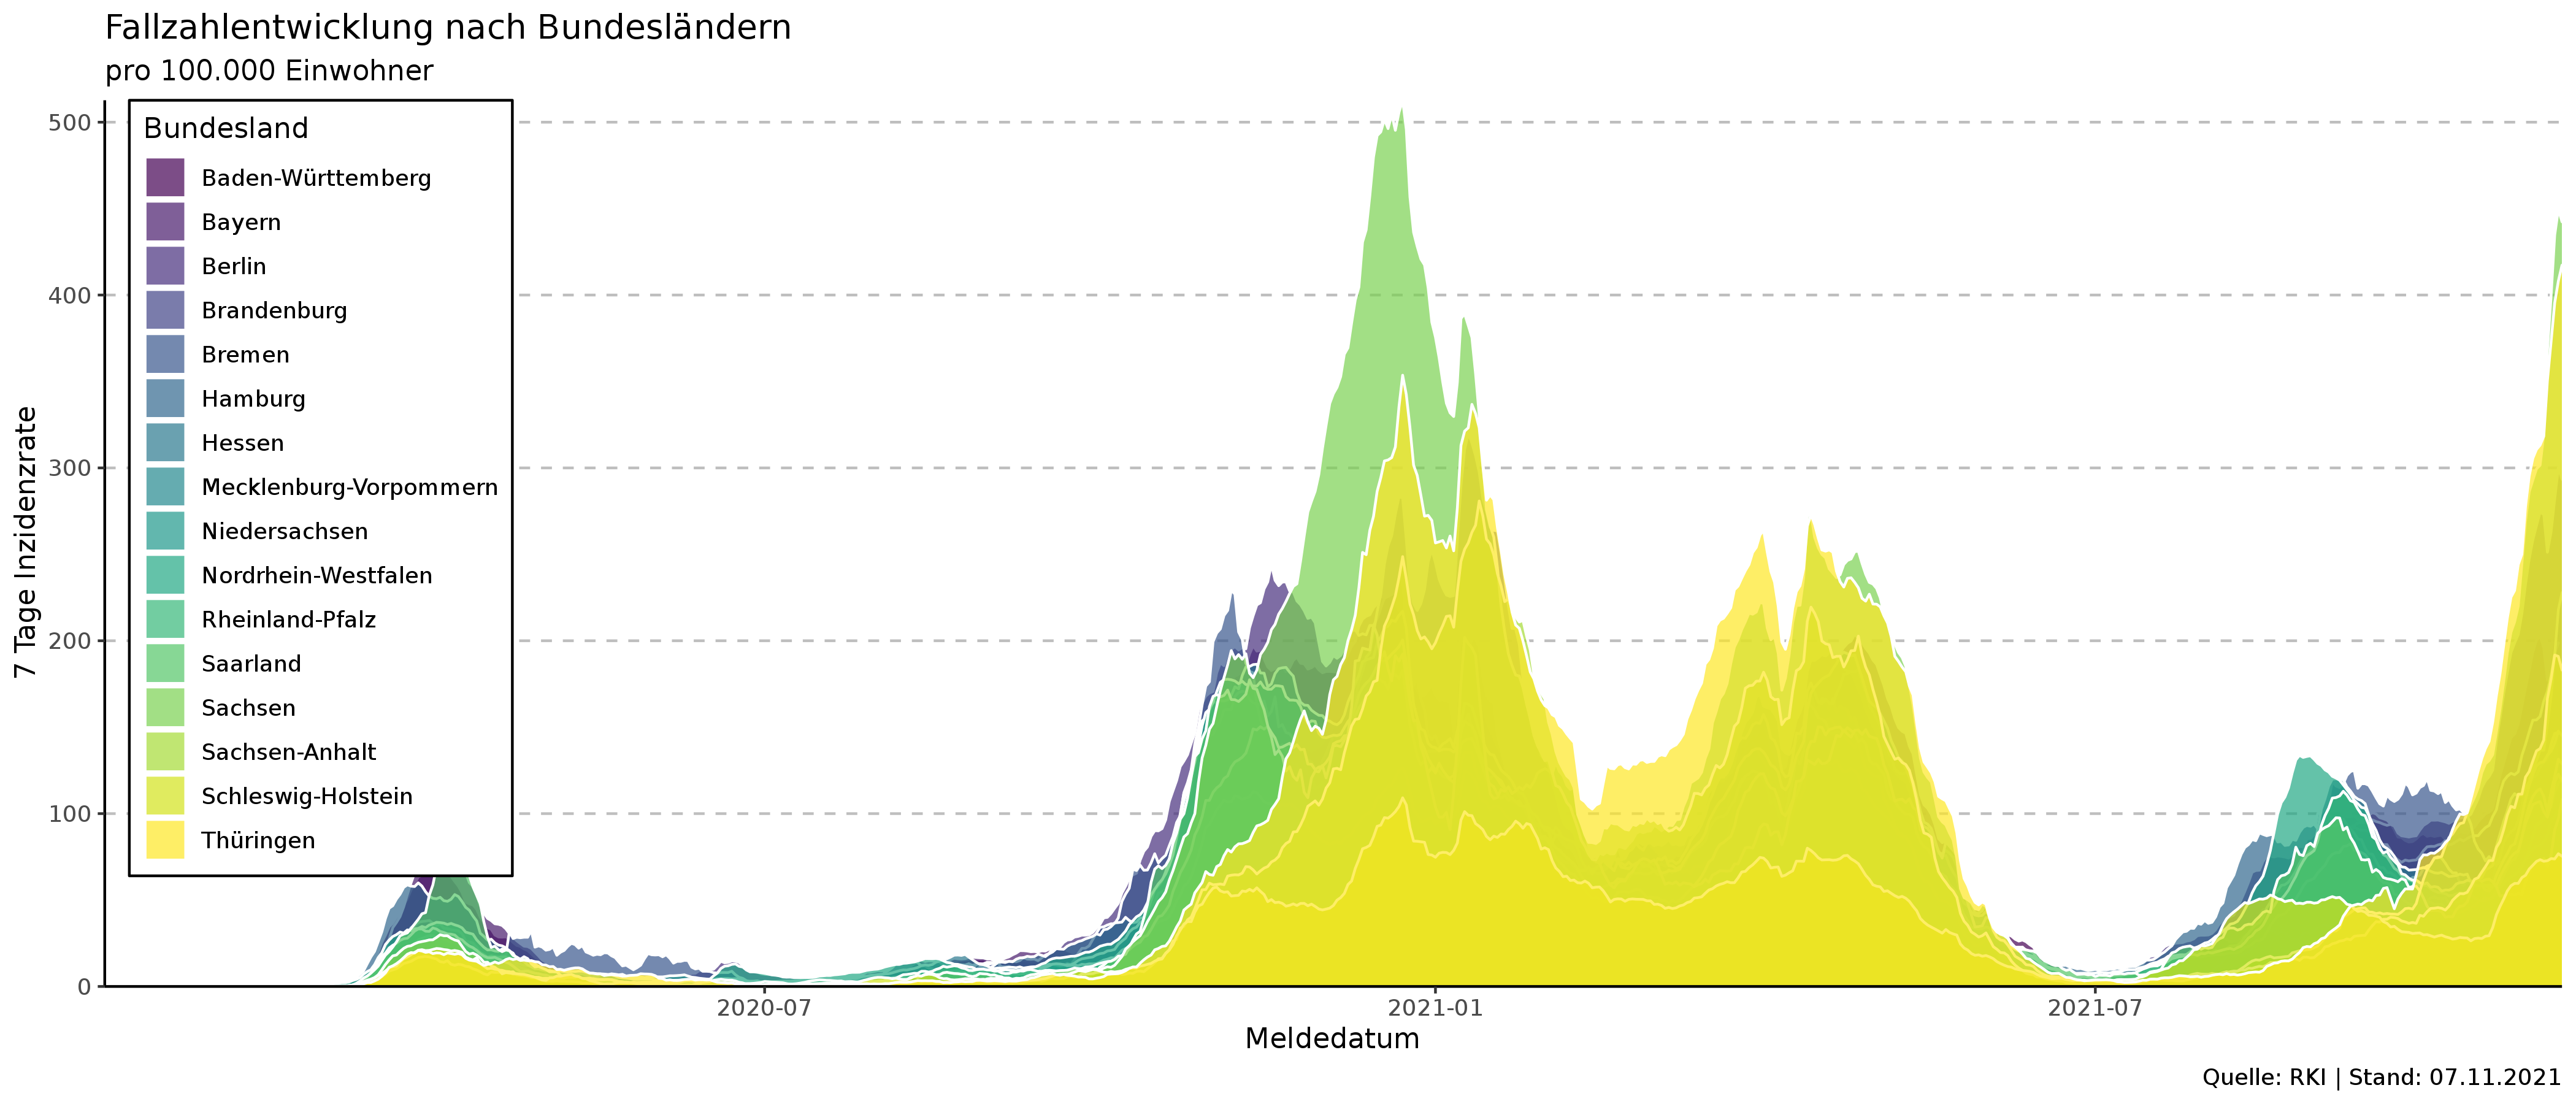 Fallzahlentwicklung nach Bundesländern
pro 100.000 Einwohner
Bundesland
Baden-Württemberg
Bayern
Berlin
Brandenburg
Bremen
Hamburg
Hessen
Mecklenburg-Vorpommern
Niedersachsen
Nordrhein-Westfalen
Rheinland-Pfalz
Saarland
Sachsen
Sachsen-Anhalt
Schleswig-Holstein
Thüringen
7 Tage Inzidenzrate
500
400
300
200
100
0
2020-07
2021-01
2021-07
Meldedatum
Quelle: RKI | Stand: 07.11.2021